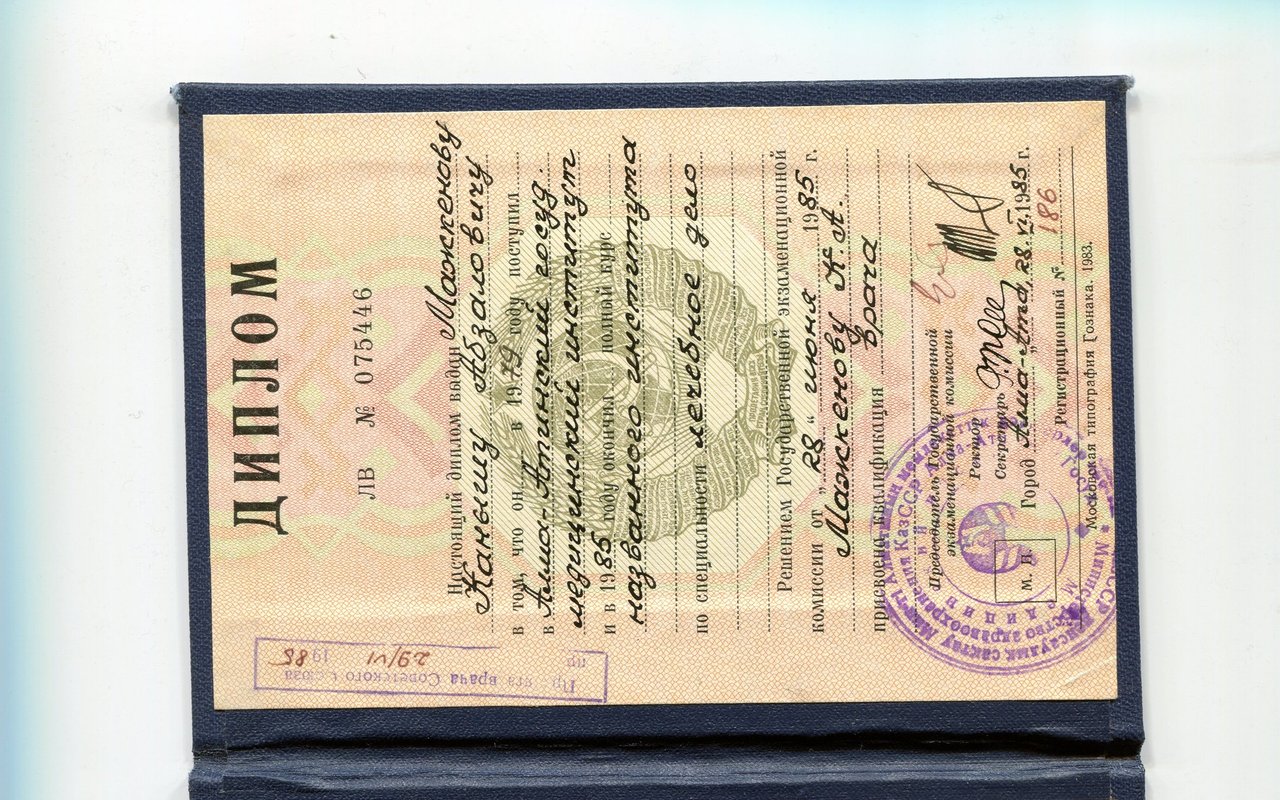 ДИПЛОМ
ЛВ № 075446
Настоящий диплом выдан Мажкенову
Канышу Абзаловичу
в том, что он в 1979 году поступил
в Алма-Атинский госуд.
медицинский институт
и в 1985 году окончил полный курс
названного института
по специальности лечебное дело
Решением Государственной экзаменационной
комиссии от „28“ июня 1985 г.
Мажкенову К. А.
присвоена квалификация врача
Председатель Государственной
экзаменационной комиссии
Ректор
Секретарь
М. П.
Город Алма-Ата, 28. VI. 1985 г.
Регистрационный № 186
Московская типография Гознака. 1983.
врача Советского Союза
29/VI 1985